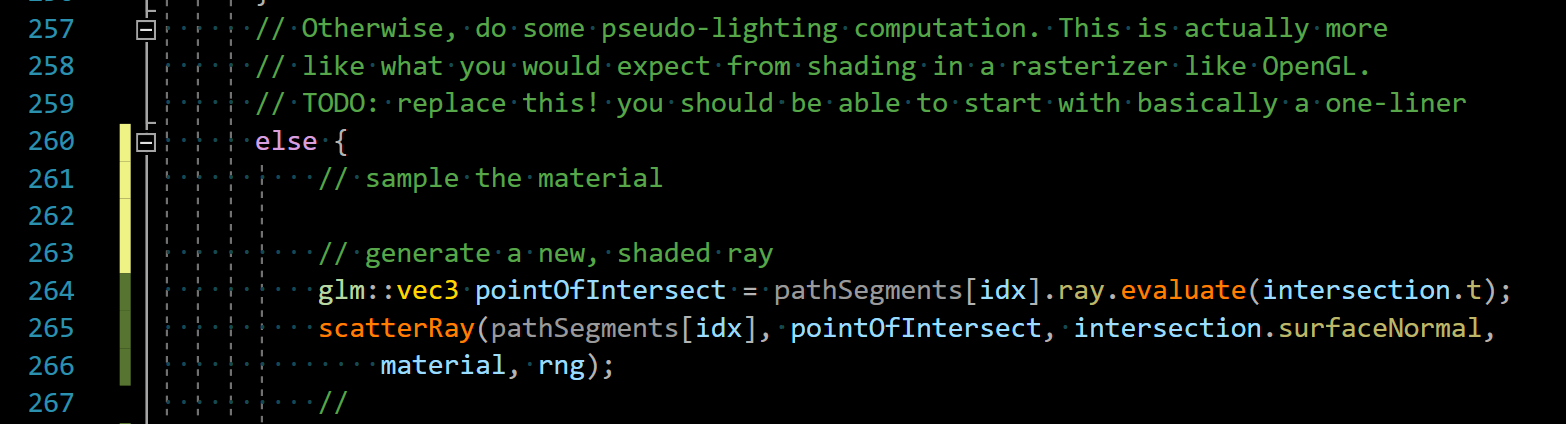 257 // Otherwise, do some pseudo-lighting computation. This is actually more
258 // like what you would expect from shading in a rasterizer like OpenGL.
259 // TODO: replace this! you should be able to start with basically a one-liner
260 else {
261 // sample the material
262
263 // generate a new, shaded ray
264 glm::vec3 pointOfIntersect = pathSegments[idx].ray.evaluate(intersection.t);
265 scatterRay(pathSegments[idx], pointOfIntersect, intersection.surfaceNormal,
266 material, rng);
267 //